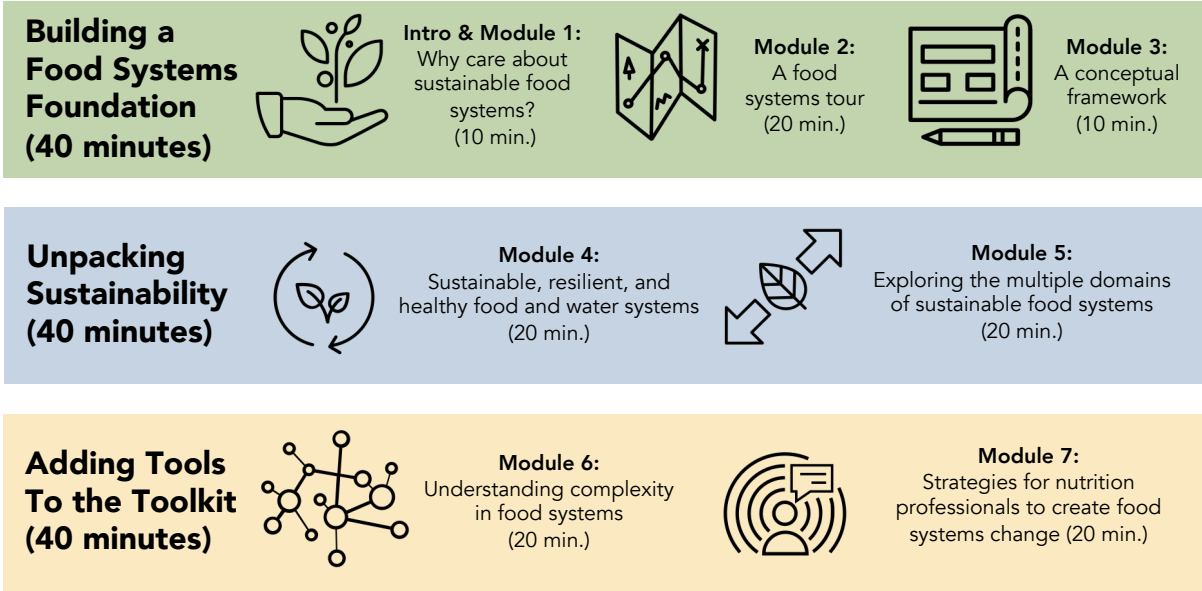 Building a
Food Systems
Foundation
(40 minutes)
Intro & Module 1:
Why care about
sustainable food
systems?
(10 min.)
Module 2:
A food
systems tour
(20 min.)
Module 3:
A conceptual
framework
(10 min.)
Unpacking
Sustainability
(40 minutes)
Module 4:
Sustainable, resilient, and
healthy food and water systems
(20 min.)
Module 5:
Exploring the multiple domains
of sustainable food systems
(20 min.)
Adding Tools
To the Toolkit
(40 minutes)
Module 6:
Understanding complexity
in food systems
(20 min.)
Module 7:
Strategies for nutrition
professionals to create food
systems change (20 min.)